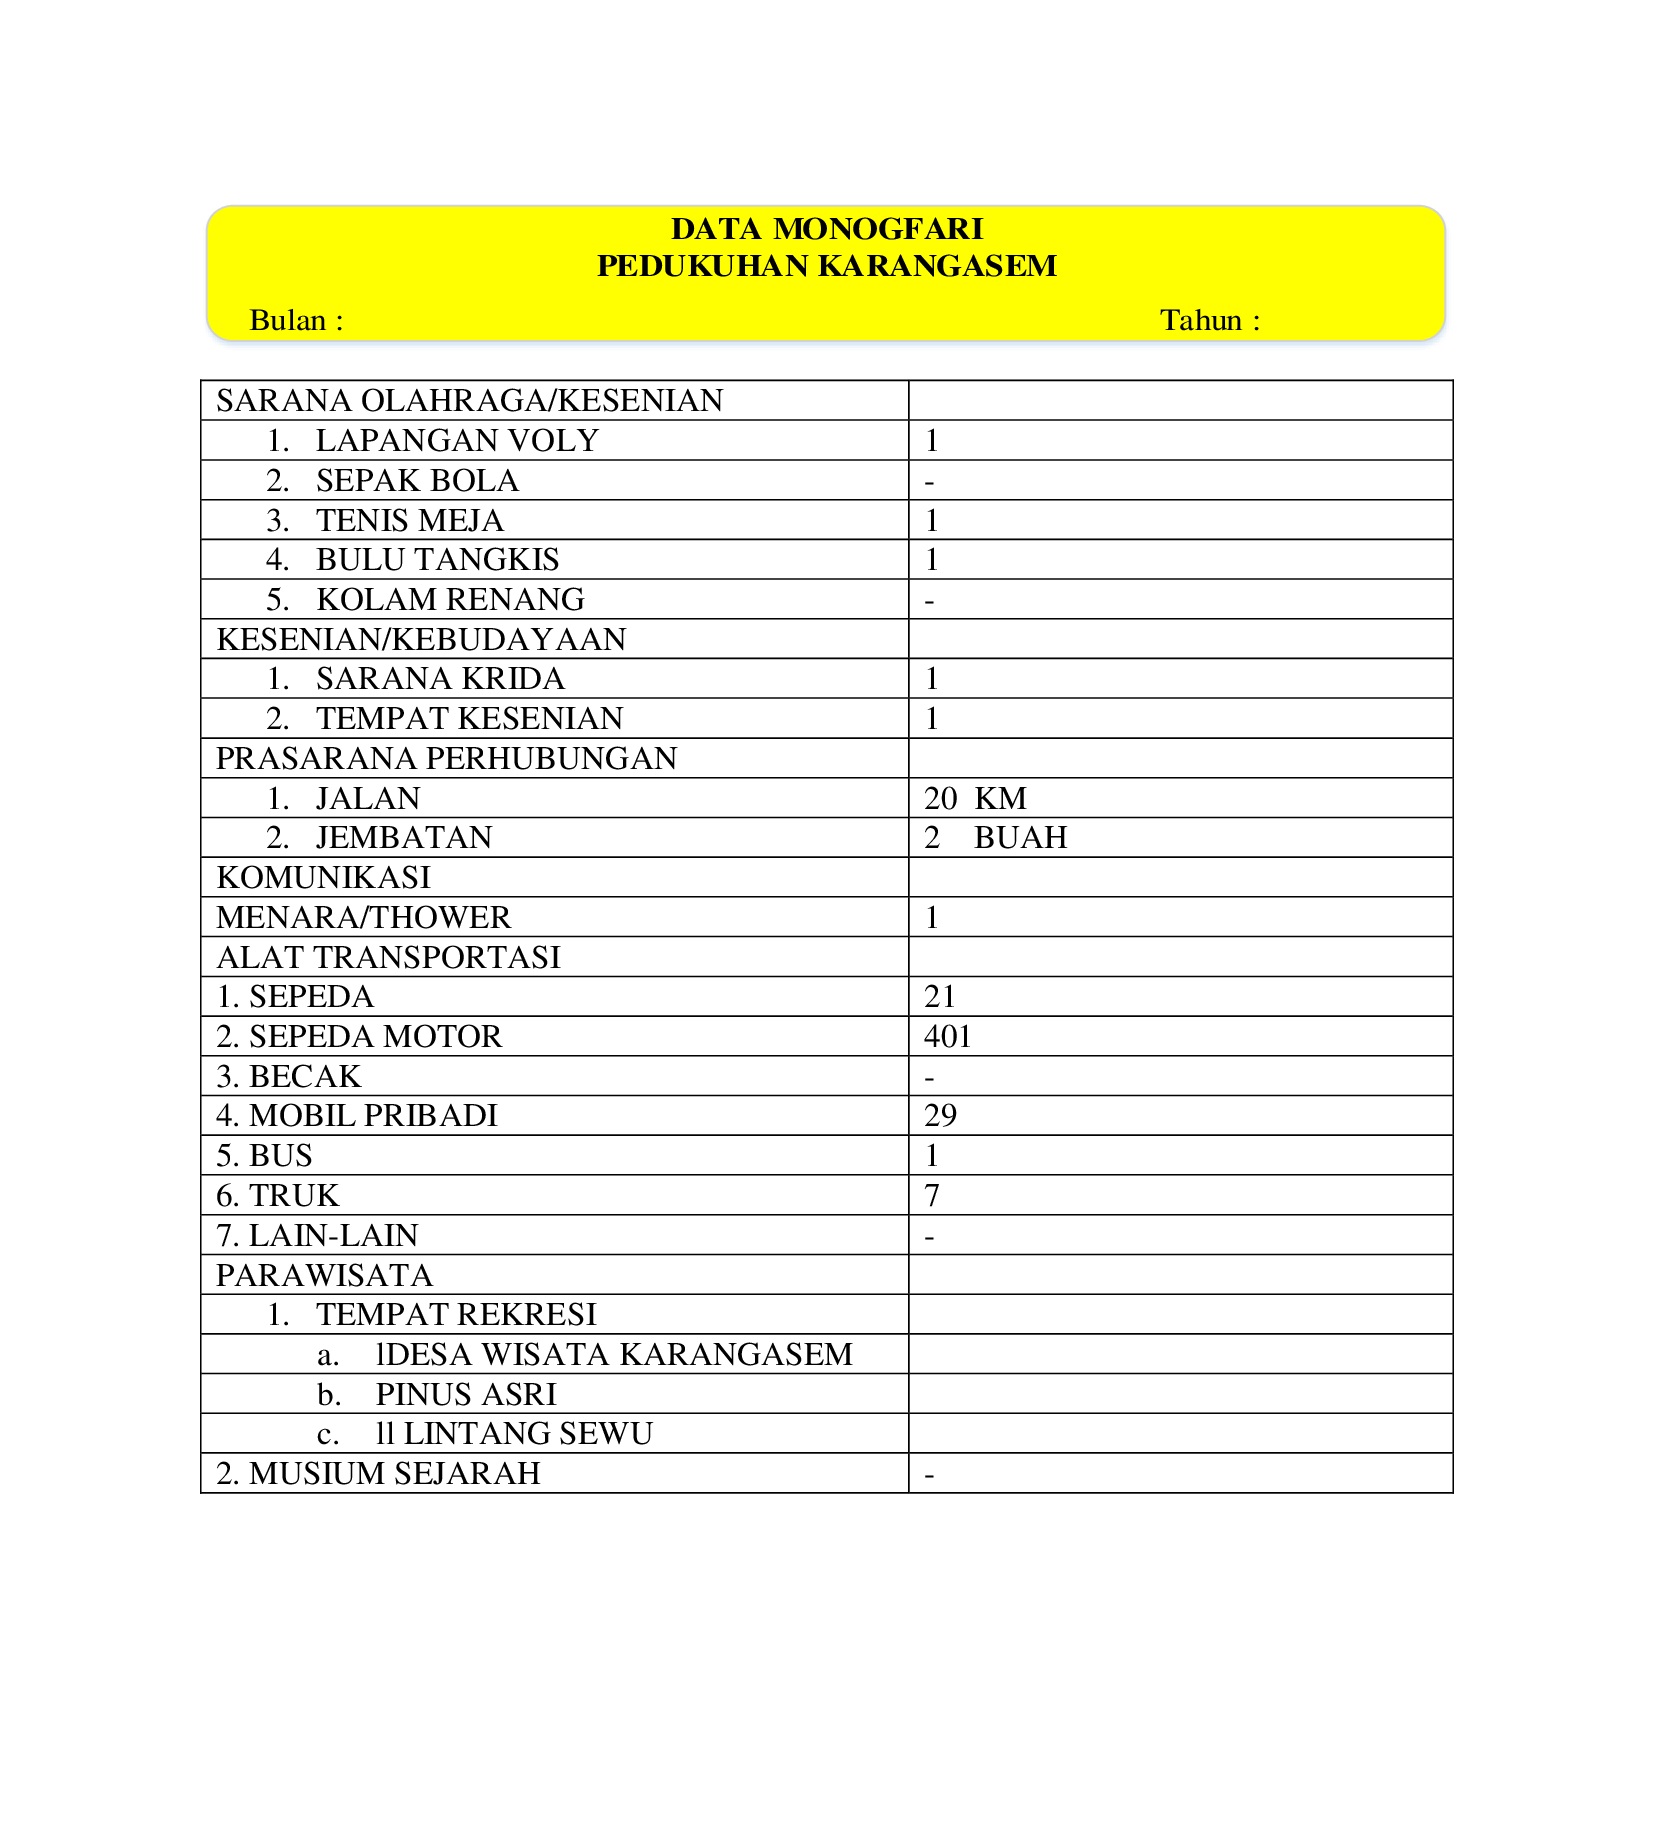 DATA MONOGFARI
PEDUKUHAN KARANGASEM
Bulan : Tahun :
SARANA OLAHRAGA/KESENIAN
1. LAPANGAN VOLY 1
2. SEPAK BOLA -
3. TENIS MEJA 1
4. BULU TANGKIS 1
5. KOLAM RENANG -
KESENIAN/KEBUDAYAAN
1. SARANA KRIDA 1
2. TEMPAT KESENIAN 1
PRASARANA PERHUBUNGAN
1. JALAN 20 KM
2. JEMBATAN 2 BUAH
KOMUNIKASI
MENARA/THOWER 1
ALAT TRANSPORTASI
1. SEPEDA 21
2. SEPEDA MOTOR 401
3. BECAK -
4. MOBIL PRIBADI 29
5. BUS 1
6. TRUK 7
7. LAIN-LAIN -
PARAWISATA
1. TEMPAT REKRESI
a. lDESA WISATA KARANGASEM
b. PINUS ASRI
c. ll LINTANG SEWU
2. MUSIUM SEJARAH -